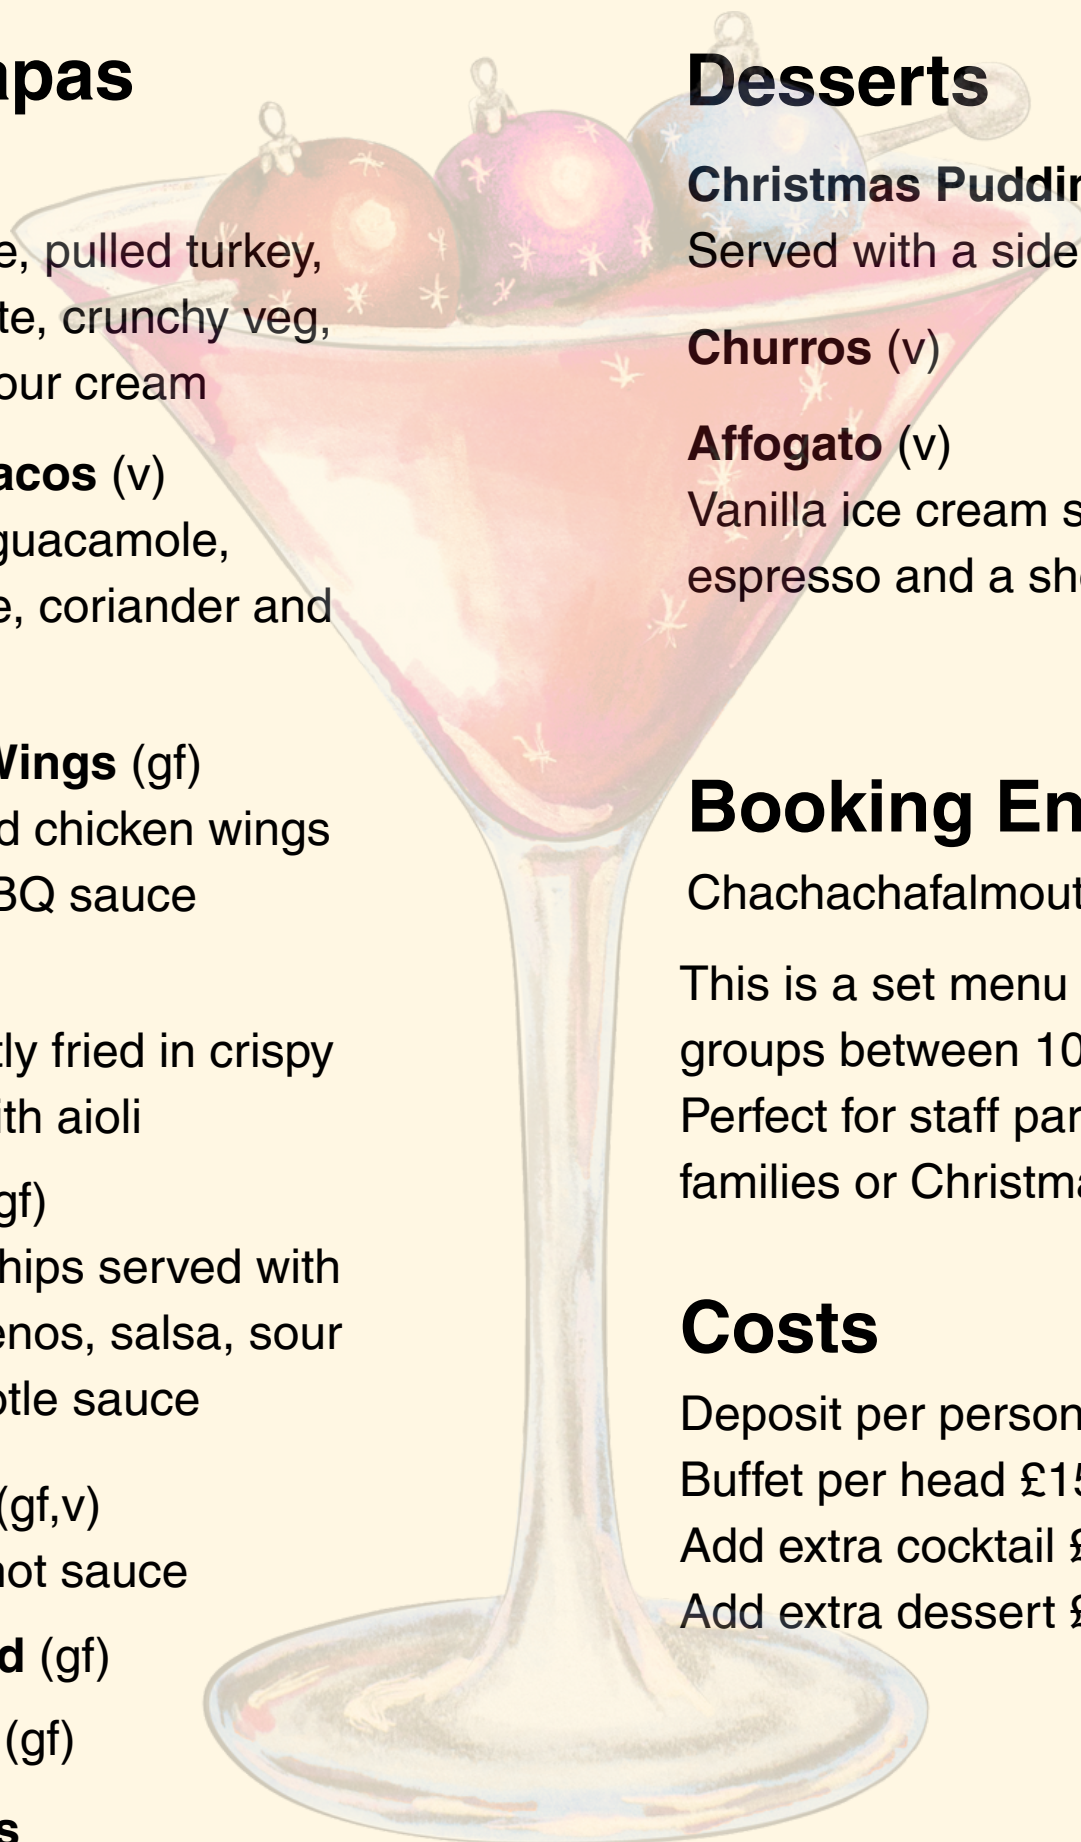 apas
e, pulled turkey,
te, crunchy veg,
our cream
acos (v)
guacamole,
e, coriander and
Wings (gf)
d chicken wings
BQ sauce
tly fried in crispy
ith aioli
gf)
hips served with
enos, salsa, sour
otle sauce
(gf,v)
hot sauce
d (gf)
(gf)
s
Desserts
Christmas Puddin
Served with a side
Churros (v)
Affogato (v)
Vanilla ice cream s
espresso and a sh
Booking En
Chachachafalmout
This is a set menu
groups between 10
Perfect for staff par
families or Christma
Costs
Deposit per person
Buffet per head £15
Add extra cocktail £
Add extra dessert £